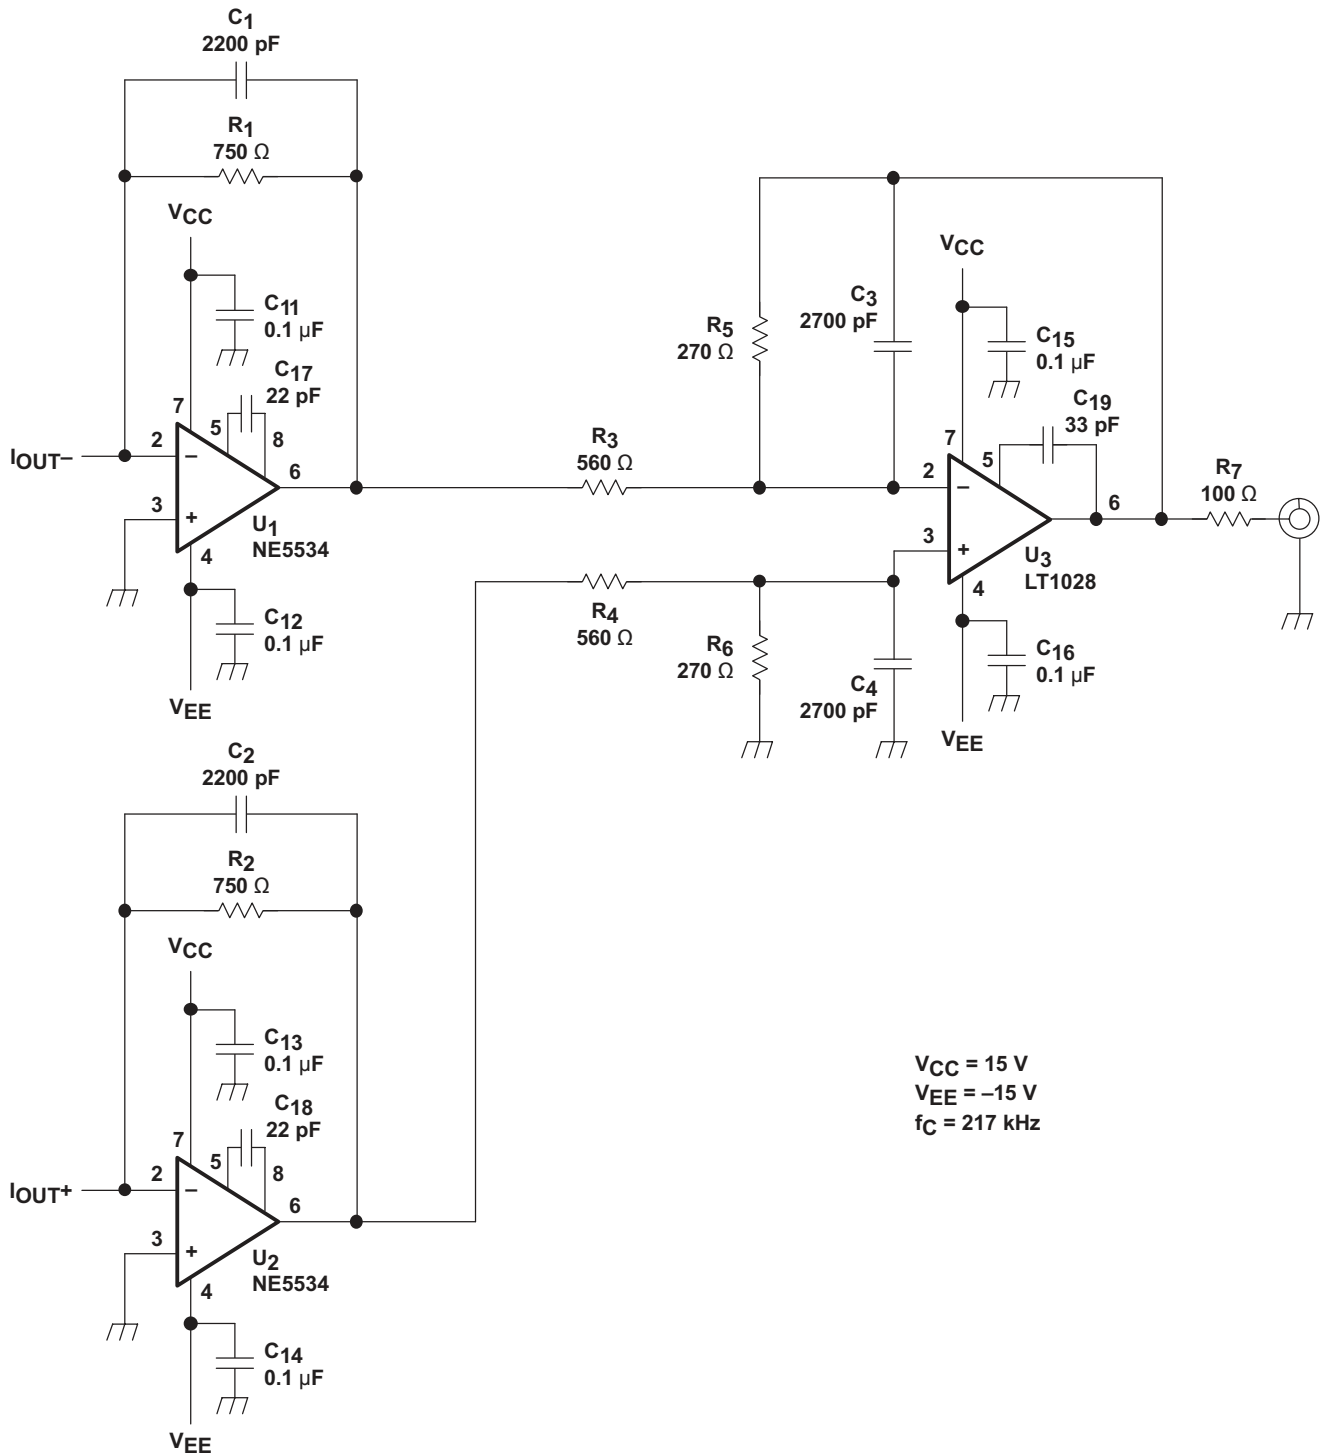 C1
2200 pF
R1
750 Ω
VCC
C11
0.1 µF
C17
22 pF
7
5
8
2
–
6
IOUT–
3
+
U1
NE5534
4
C12
0.1 µF
VEE
R3
560 Ω
R5
270 Ω
C3
2700 pF
VCC
C15
0.1 µF
C19
33 pF
7
5
2
–
6
R7
100 Ω
3
+
U3
LT1028
4
R4
560 Ω
R6
270 Ω
C4
2700 pF
C16
0.1 µF
VEE
C2
2200 pF
R2
750 Ω
VCC
C13
0.1 µF
C18
22 pF
7
5
8
2
–
6
IOUT+
3
+
U2
NE5534
4
C14
0.1 µF
VEE
VCC = 15 V
VEE = –15 V
fC = 217 kHz